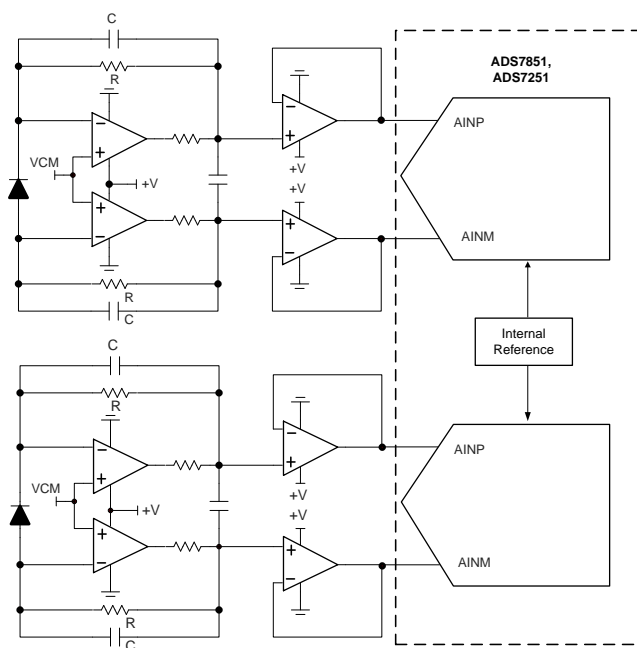 C
R
ADS7851,
ADS7251
−
−
+
AINP
VCM
+
+V
+V
+V
+
+
−
−
AINM
R
C
Internal
Reference
C
R
−
−
+
AINP
VCM
+
+V
+V
+V
+
+
−
−
AINM
R
C